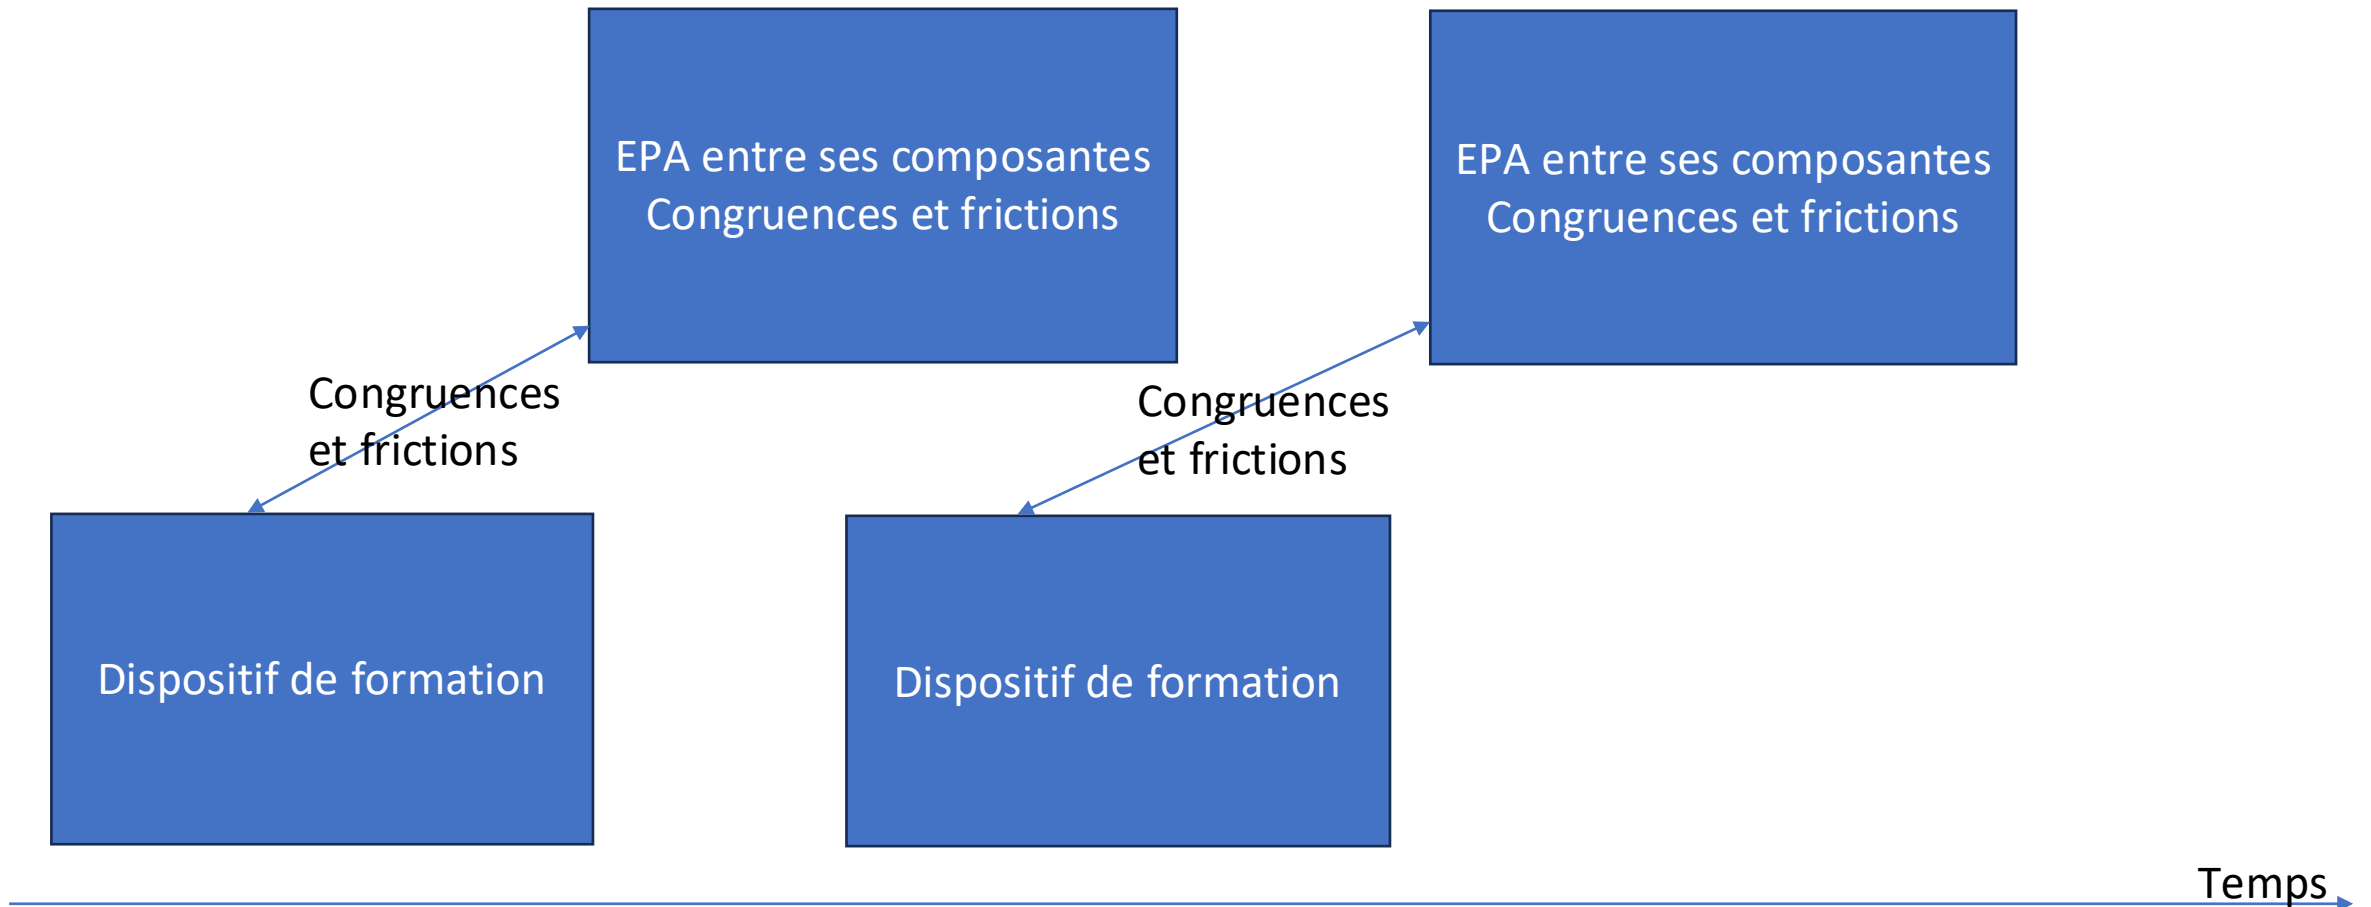 EPA entre ses composantes
Congruences et frictions
EPA entre ses composantes
Congruences et frictions
Congruences
et frictions
Congruences
et frictions
Dispositif de formation
Dispositif de formation
Temps